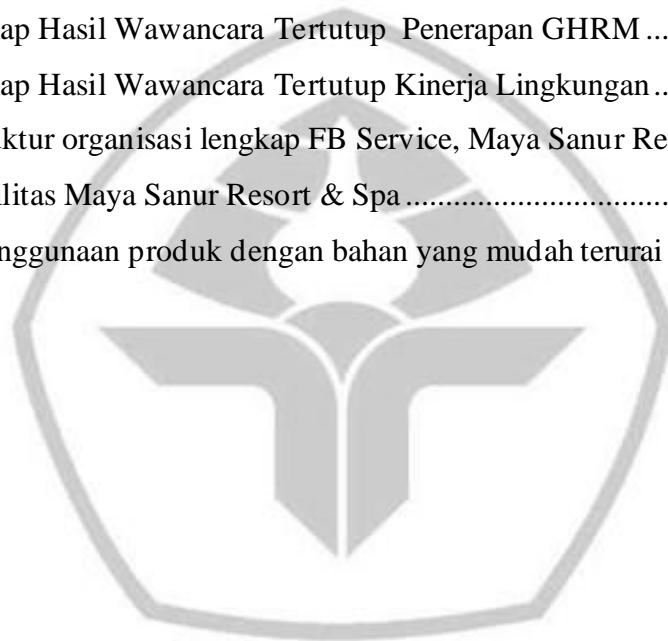 ap Hasil Wawancara Tertutup Penerapan GHRM ...
ap Hasil Wawancara Tertutup Kinerja Lingkungan ..
ktur organisasi lengkap FB Service, Maya Sanur Re
ilitas Maya Sanur Resort & Spa ................................
nggunaan produk dengan bahan yang mudah terurai